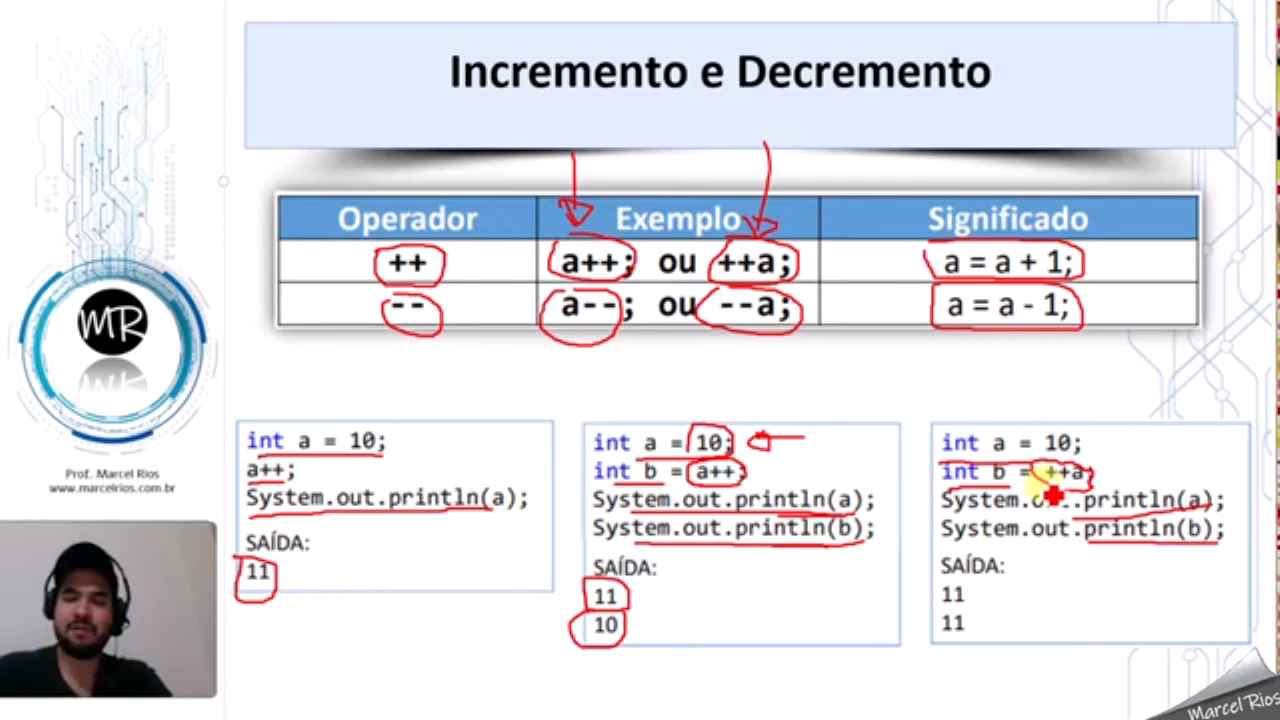 Incremento e Decremento
Operador Exemplo Significado
++ a++; ou ++a; a = a + 1;
-- a--; ou --a; a = a - 1;
int a = 10;
a++;
System.out.println(a);
SAÍDA:
11
int a = 10;
int b = a++;
System.out.println(a);
System.out.println(b);
SAÍDA:
11
10
int a = 10;
int b = ++a;
System.out.println(a);
System.out.println(b);
SAÍDA:
11
11
MR
Prof. Marcel Rios
www.marcelrios.com.br
Marcel Rios